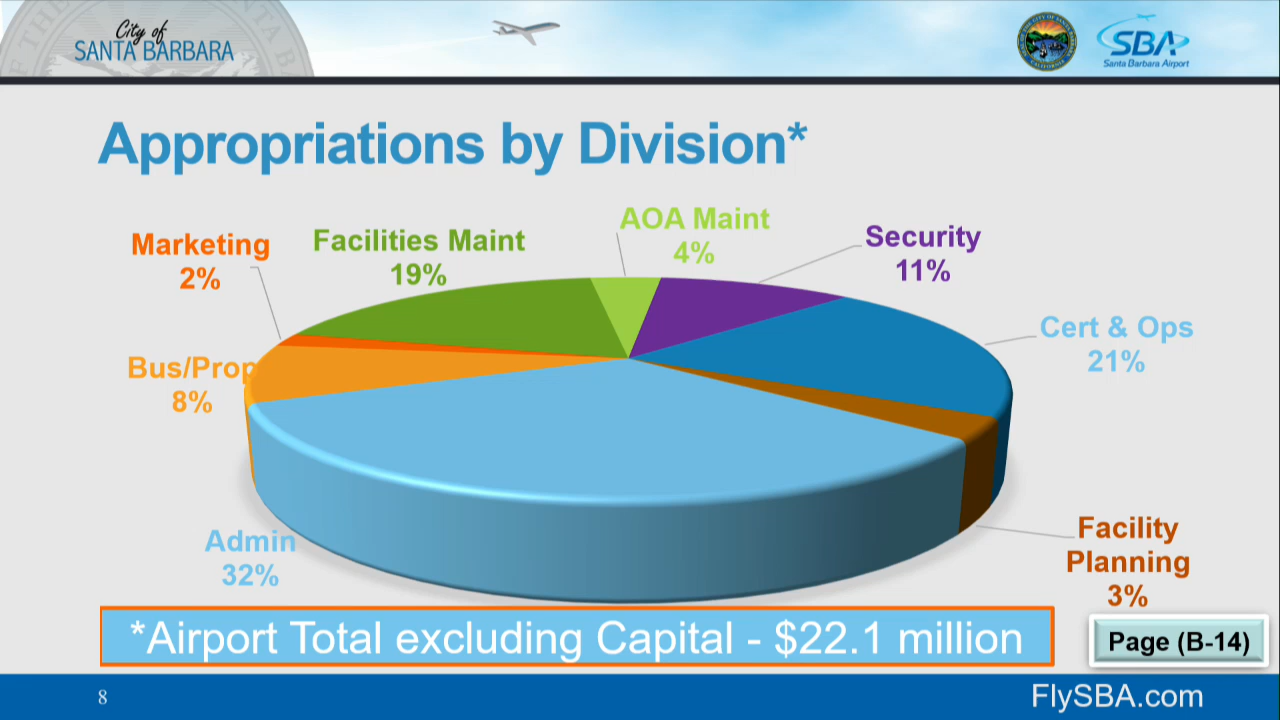 City of
SANTA BARBARA
SBA
Santa Barbara Airport
Appropriations by Division*
AOA Maint
4%
Security
11%
Marketing
2%
Facilities Maint
19%
Cert & Ops
21%
Bus/Prop
8%
Admin
32%
Facility
Planning
3%
*Airport Total excluding Capital - $22.1 million
Page (B-14)
8
FlySBA.com